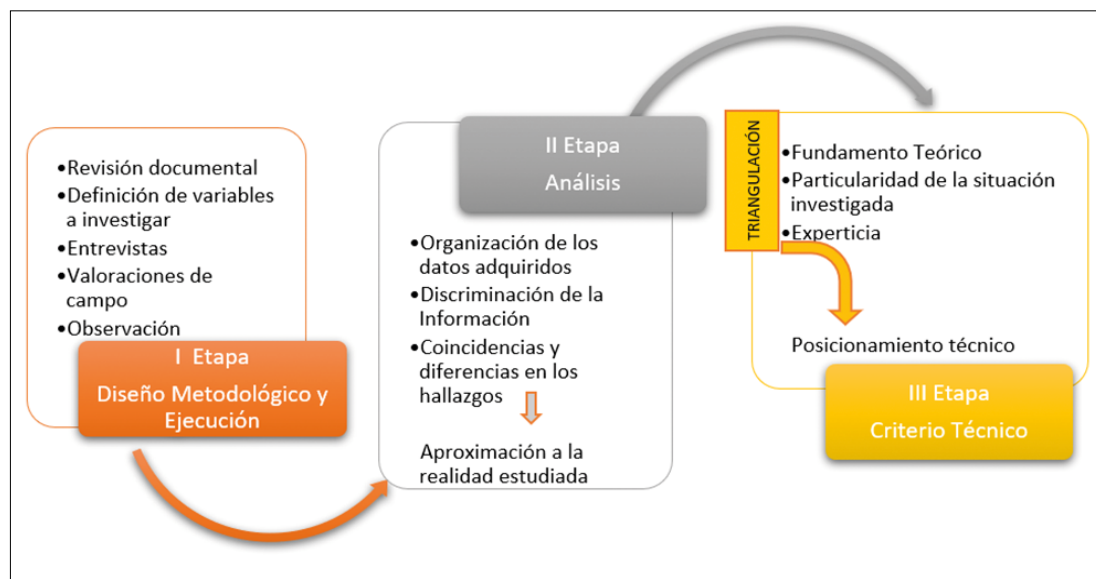 •Revisión documental
•Definición de variables
a investigar
•Entrevistas
•Valoraciones de
campo
•Observación
I Etapa
Diseño Metodológico y
Ejecución
II Etapa
Análisis
•Organización de los
datos adquiridos
•Discriminación de la
Información
•Coincidencias y
diferencias en los
hallazgos
Aproximación a la
realidad estudiada
TRIANGULACIÓN
•Fundamento Teórico
•Particularidad de la situación
investigada
•Experticia
Posicionamiento técnico
III Etapa
Criterio Técnico